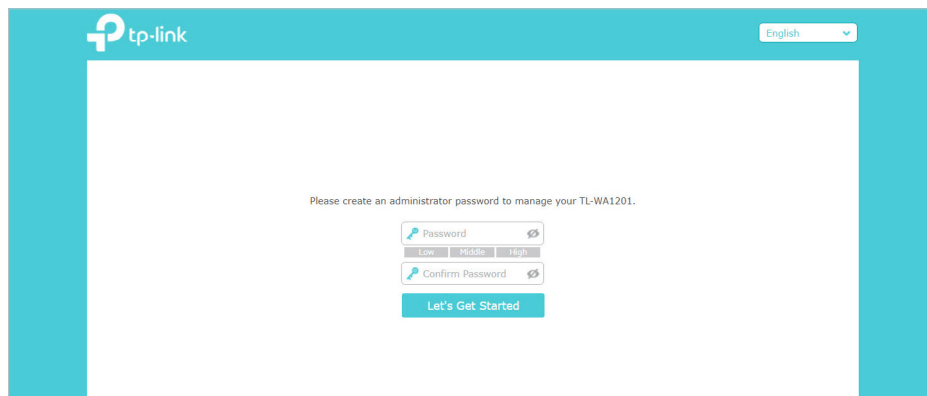 tp-link
English
Please create an administrator password to manage your TL-WA1201.
Password
Low Middle High
Confirm Password
Let's Get Started